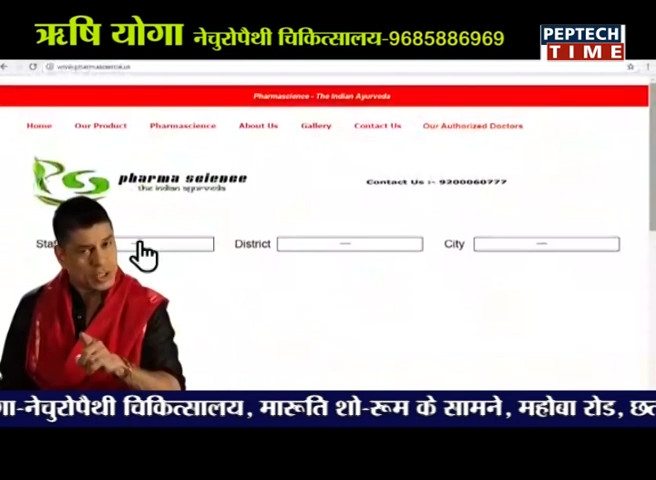 ऋषि योगा नेचुरोपैथी चिकित्सालय-9685886969
PEPTECH
TIME
Pharmascience - The Indian Ayurveda
Home Our Product Pharmascience About Us Gallery Contact Us Our Authorized Doctors
pharma science
the indian ayurveda
Contact Us :- 9200060777
District City
गा-नेचुरोपैथी चिकित्सालय, मारूति शो-रूम के सामने, महोबा रोड, छत